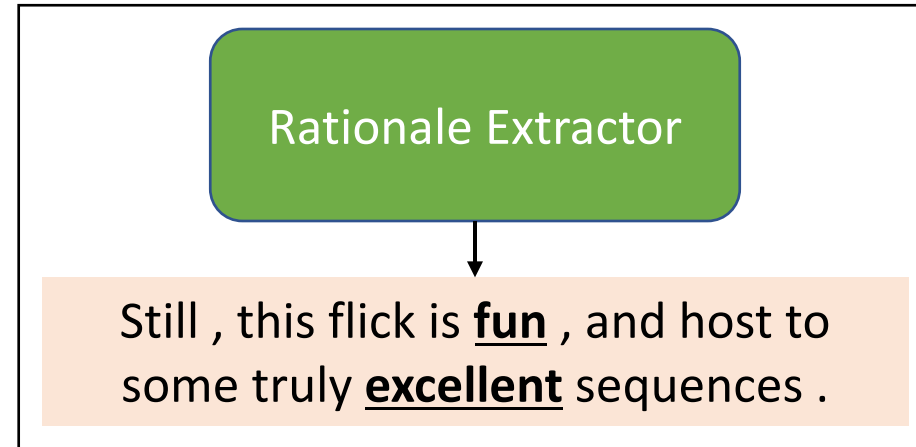 Rationale Extractor
Still , this flick is fun , and host to
some truly excellent sequences .